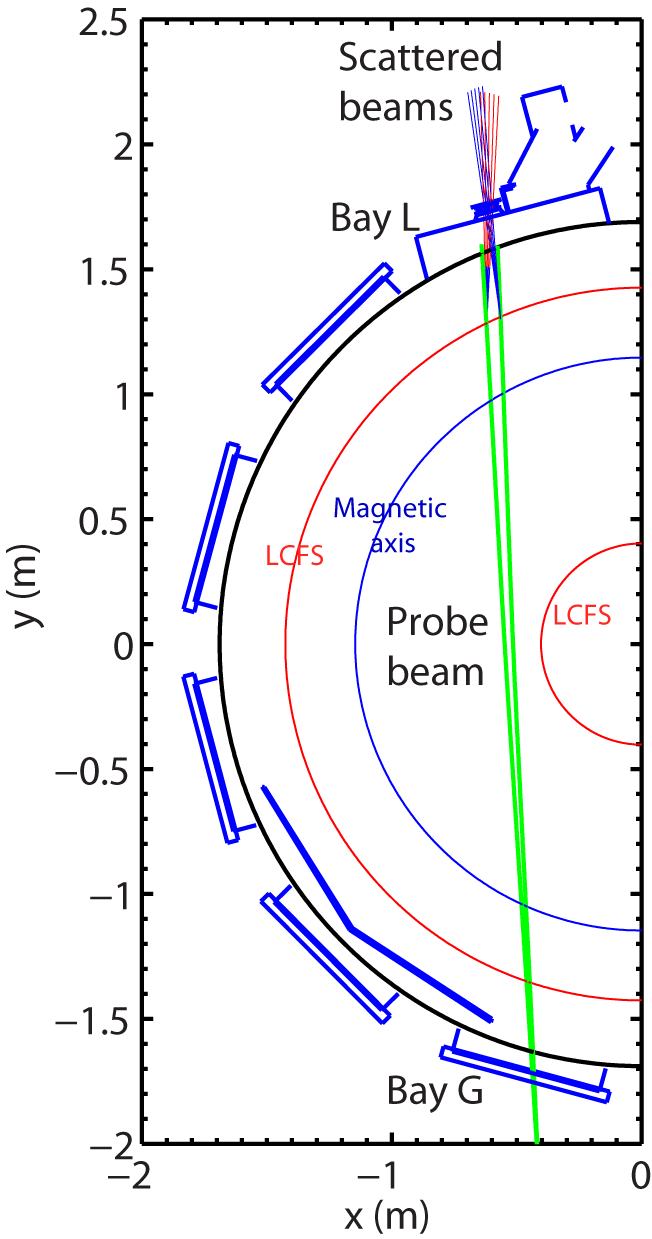 2.5
Scattered
beams
2
Bay L
1.5
1
0.5
Magnetic
axis
LCFS
Probe
beam
LCFS
0
y (m)
−0.5
−1
−1.5
Bay G
−2
−2
−1
0
x (m)